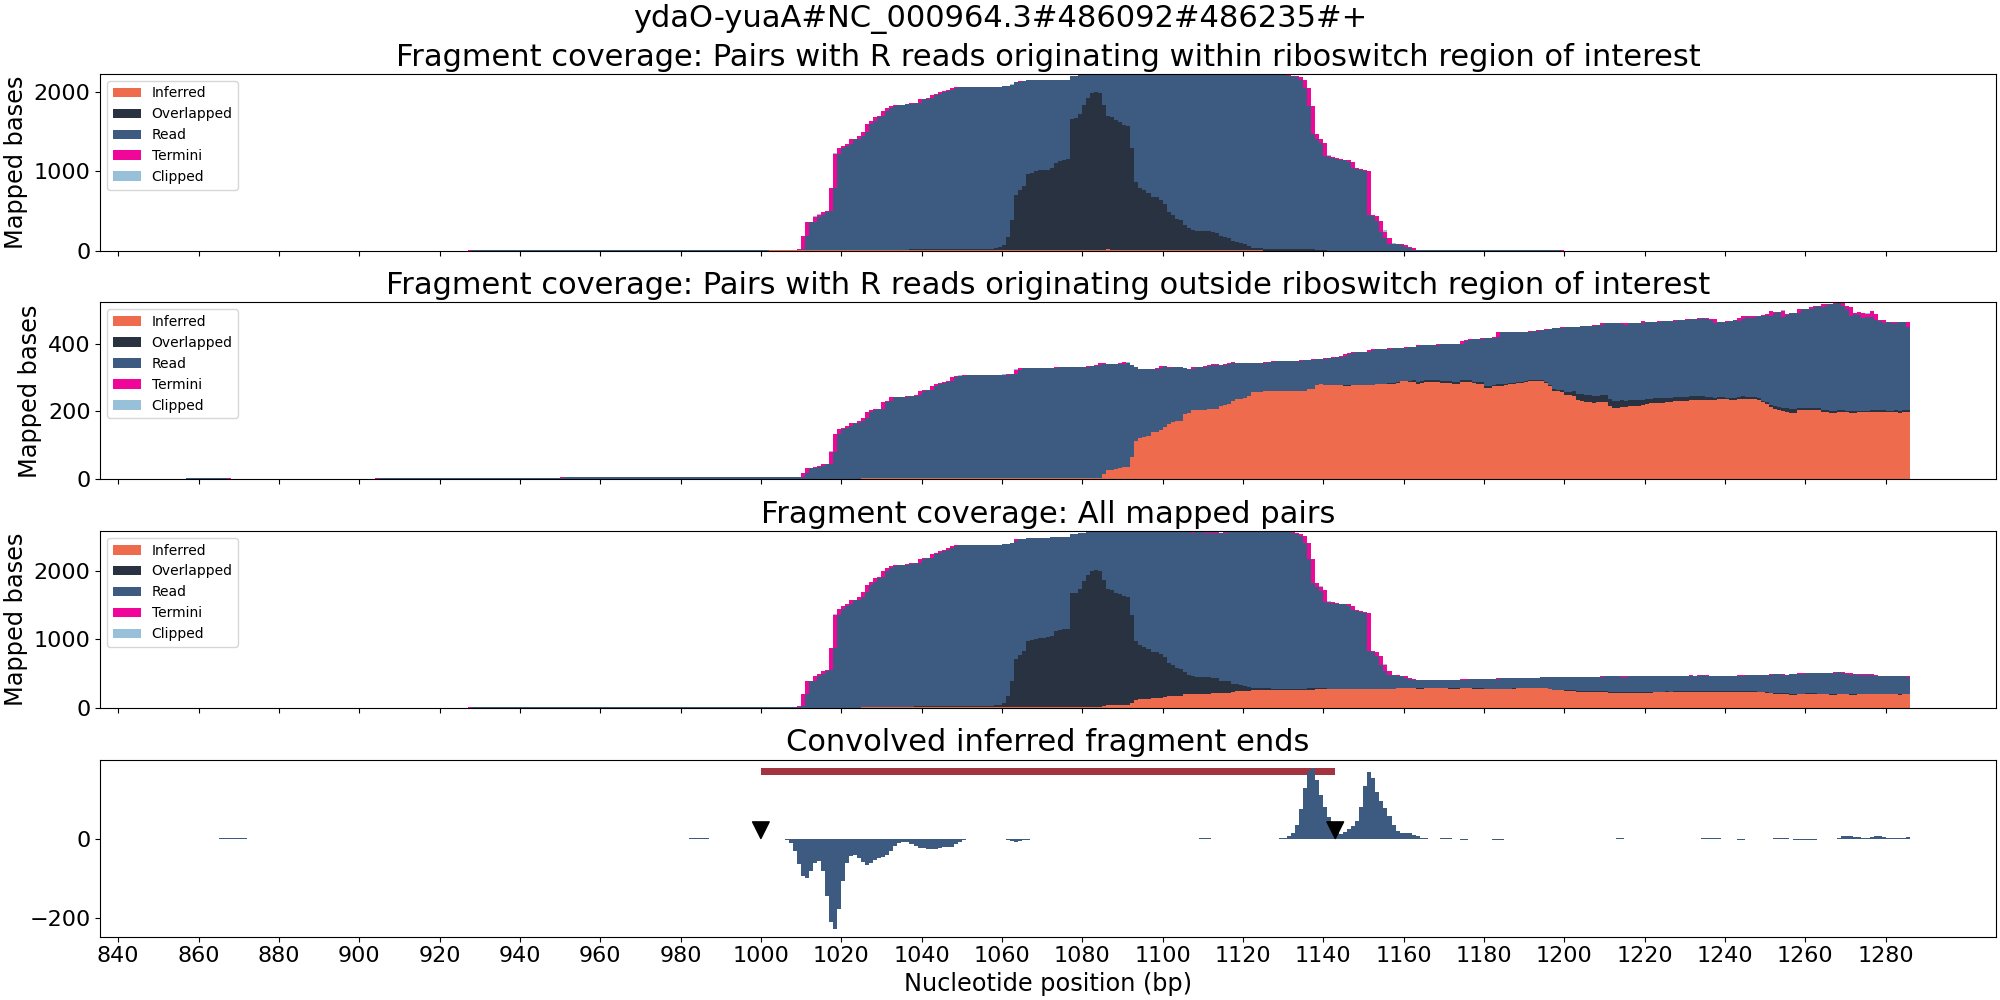 ydaO-yuaA#NC_000964.3#486092#486235#+
Fragment coverage: Pairs with R reads originating within riboswitch region of interest
Mapped bases
2000
1000
0
Inferred
Overlapped
Read
Termini
Clipped
Fragment coverage: Pairs with R reads originating outside riboswitch region of interest
Mapped bases
400
200
0
Inferred
Overlapped
Read
Termini
Clipped
Fragment coverage: All mapped pairs
Mapped bases
2000
1000
0
Inferred
Overlapped
Read
Termini
Clipped
Convolved inferred fragment ends
0
−200
840 860 880 900 920 940 960 980 1000 1020 1040 1060 1080 1100 1120 1140 1160 1180 1200 1220 1240 1260 1280
Nucleotide position (bp)